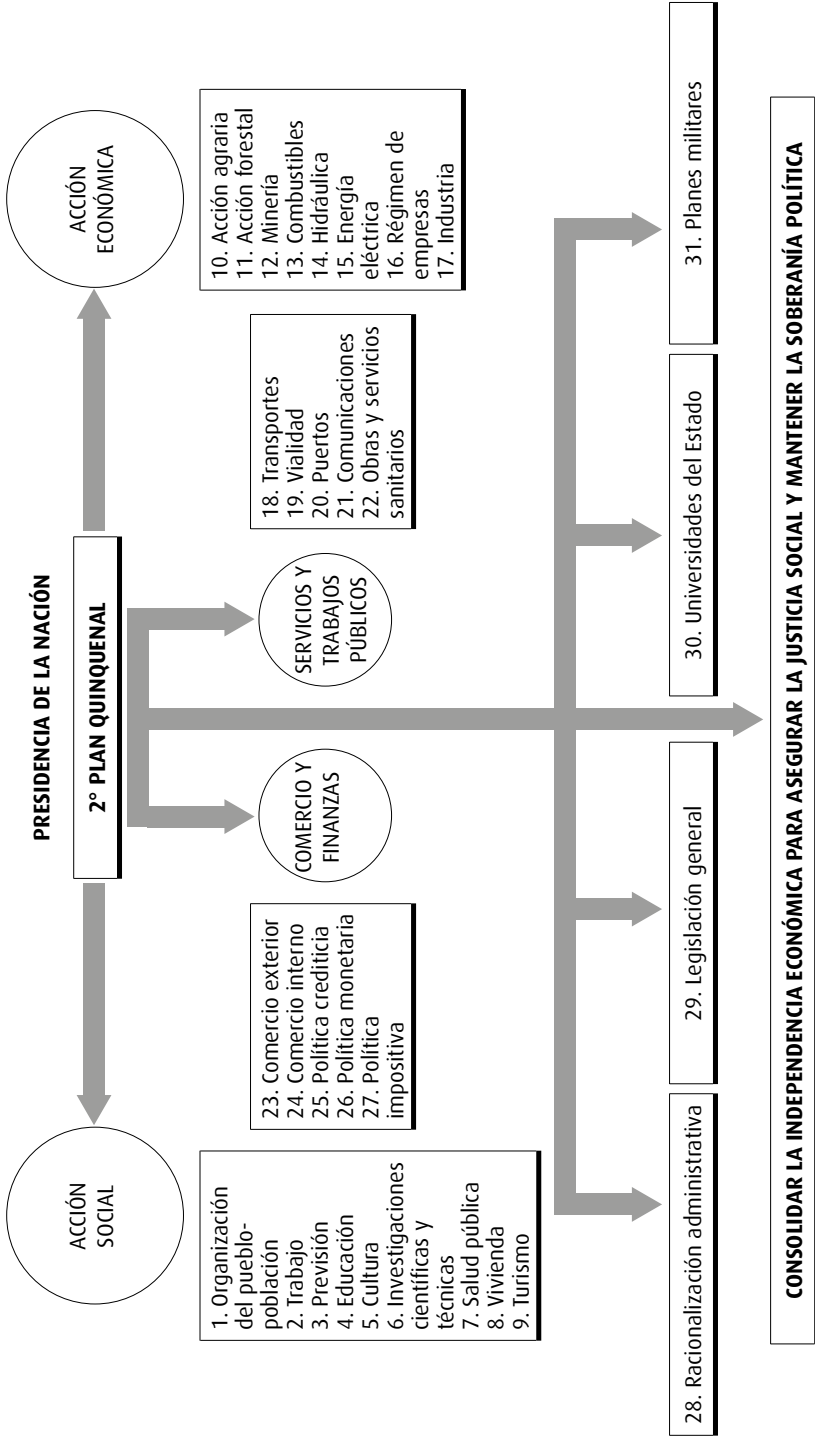 PRESIDENCIA DE LA NACIÓN
2° PLAN QUINQUENAL
ACCIÓN
SOCIAL
ACCIÓN
ECONÓMICA
COMERCIO Y
FINANZAS
SERVICIOS Y
TRABAJOS
PÚBLICOS
1. Organización
del pueblo-
población
2. Trabajo
3. Previsión
4. Educación
5. Cultura
6. Investigaciones
científicas y
técnicas
7. Salud pública
8. Vivienda
9. Turismo
23. Comercio exterior
24. Comercio interno
25. Política crediticia
26. Política monetaria
27. Política
impositiva
18. Transportes
19. Vialidad
20. Puertos
21. Comunicaciones
22. Obras y servicios
sanitarios
10. Acción agraria
11. Acción forestal
12. Minería
13. Combustibles
14. Hidráulica
15. Energía
eléctrica
16. Régimen de
empresas
17. Industria
28. Racionalización administrativa
29. Legislación general
30. Universidades del Estado
31. Planes militares
CONSOLIDAR LA INDEPENDENCIA ECONÓMICA PARA ASEGURAR LA JUSTICIA SOCIAL Y MANTENER LA SOBERANÍA POLÍTICA